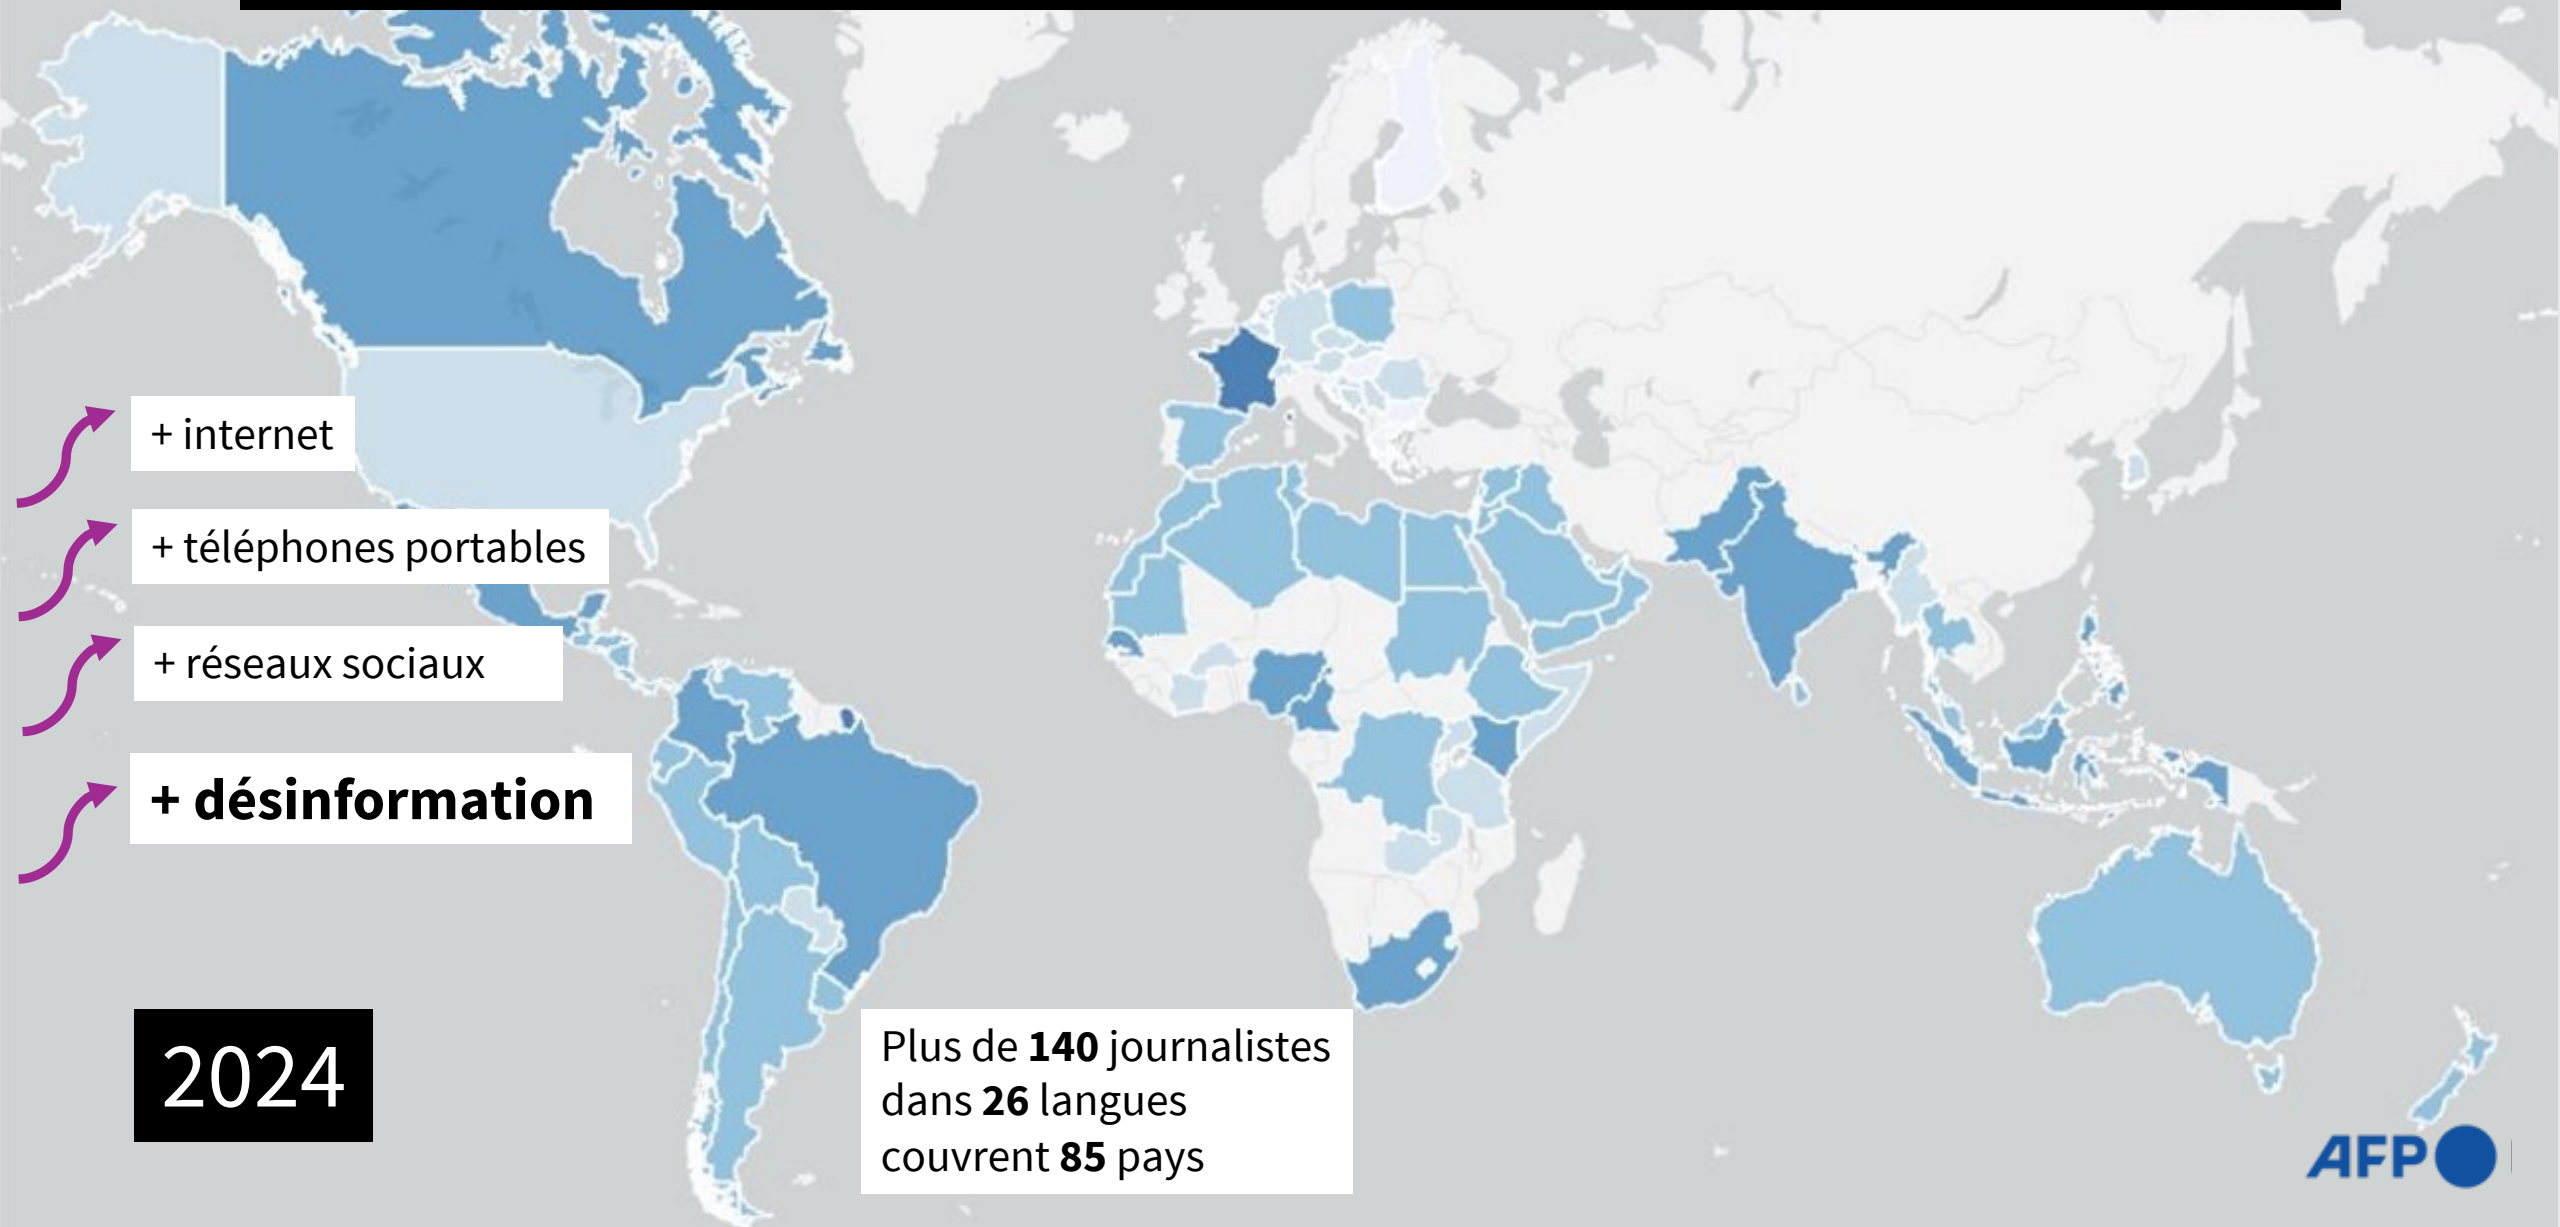 + internet
+ téléphones portables
+ réseaux sociaux
+ désinformation
2024
Plus de 140 journalistes
dans 26 langues
couvrent 85 pays
AFP